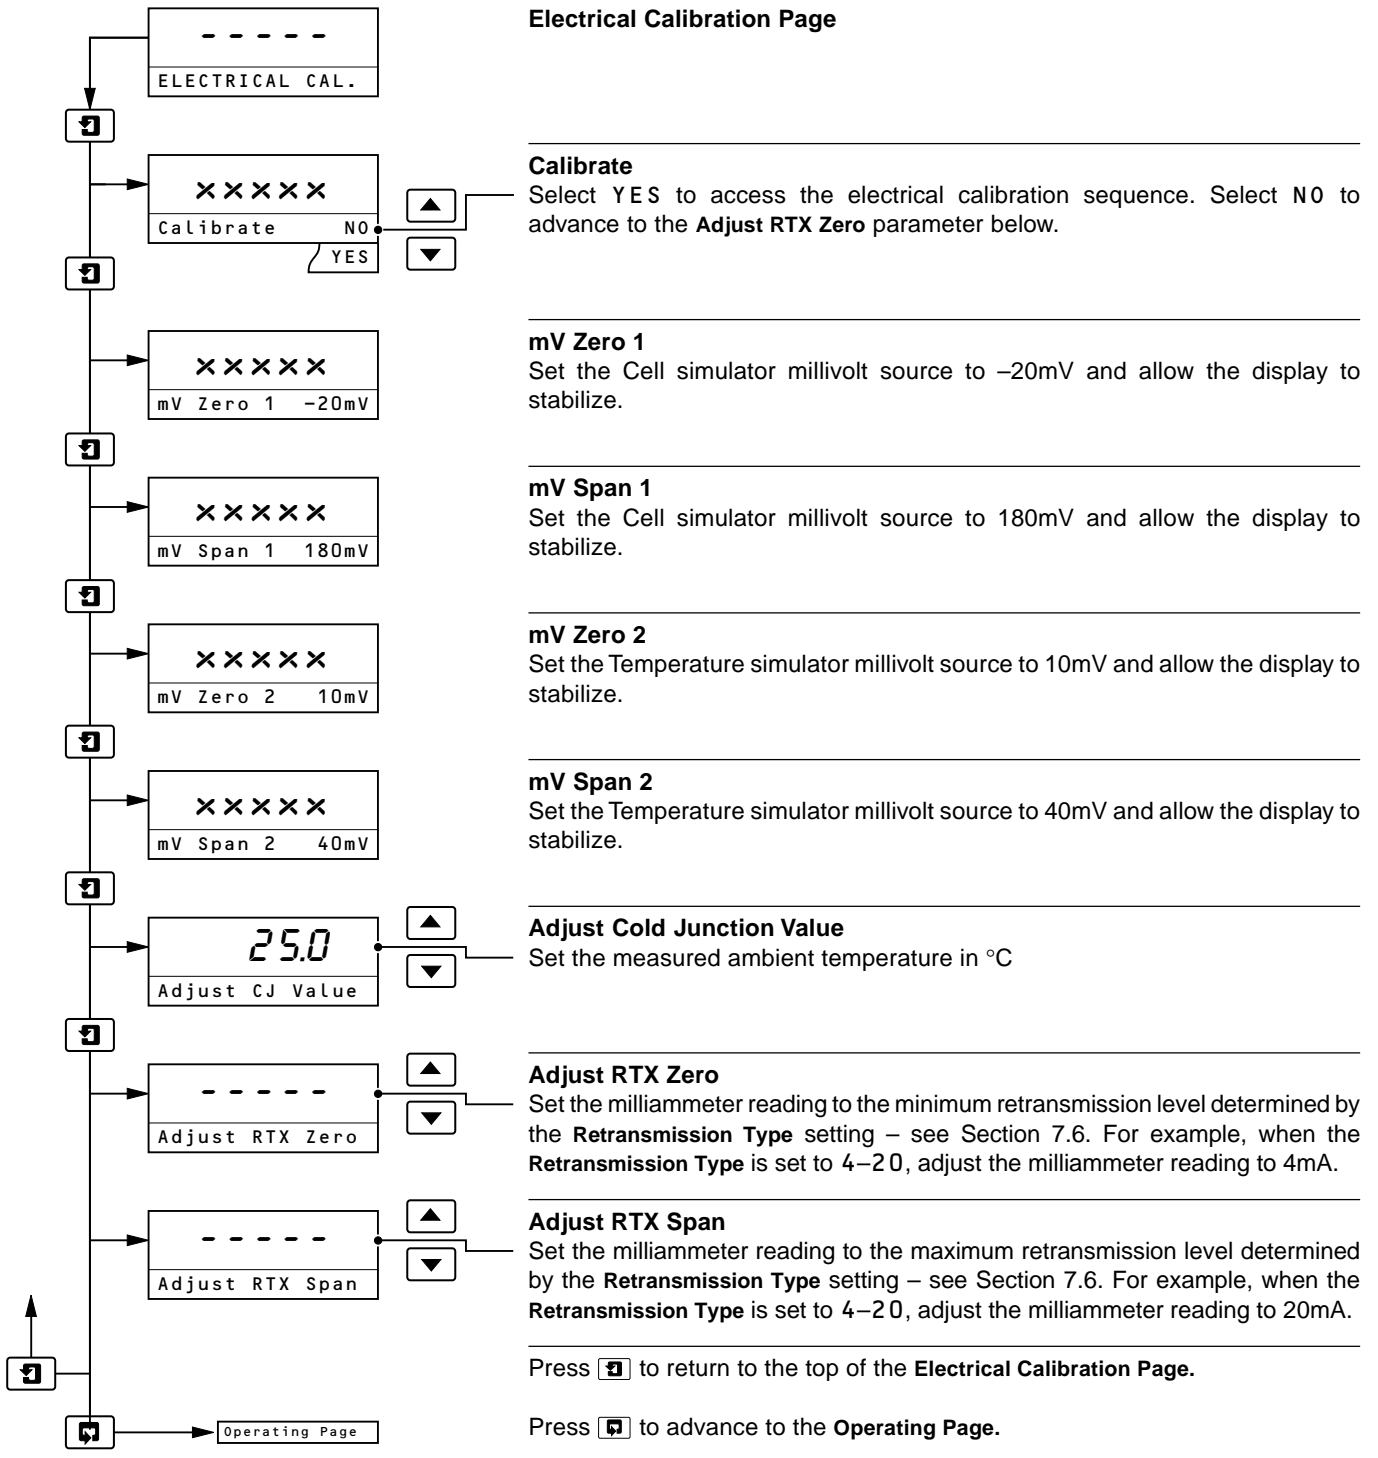 Electrical Calibration Page
- - - - -
ELECTRICAL CAL.
Calibrate
Select YES to access the electrical calibration sequence. Select NO to
advance to the Adjust RTX Zero parameter below.
×××××
Calibrate NO
YES
mV Zero 1
Set the Cell simulator millivolt source to –20mV and allow the display to
stabilize.
×××××
mV Zero 1 –20mV
mV Span 1
Set the Cell simulator millivolt source to 180mV and allow the display to
stabilize.
×××××
mV Span 1 180mV
mV Zero 2
Set the Temperature simulator millivolt source to 10mV and allow the display to
stabilize.
×××××
mV Zero 2 10mV
mV Span 2
Set the Temperature simulator millivolt source to 40mV and allow the display to
stabilize.
×××××
mV Span 2 40mV
Adjust Cold Junction Value
Set the measured ambient temperature in °C
25.0
Adjust CJ Value
Adjust RTX Zero
Set the milliammeter reading to the minimum retransmission level determined by
the Retransmission Type setting – see Section 7.6. For example, when the
Retransmission Type is set to 4–20, adjust the milliammeter reading to 4mA.
- - - - -
Adjust RTX Zero
Adjust RTX Span
Set the milliammeter reading to the maximum retransmission level determined
by the Retransmission Type setting – see Section 7.6. For example, when the
Retransmission Type is set to 4–20, adjust the milliammeter reading to 20mA.
- - - - -
Adjust RTX Span
Press to return to the top of the Electrical Calibration Page.
Press to advance to the Operating Page.
Operating Page